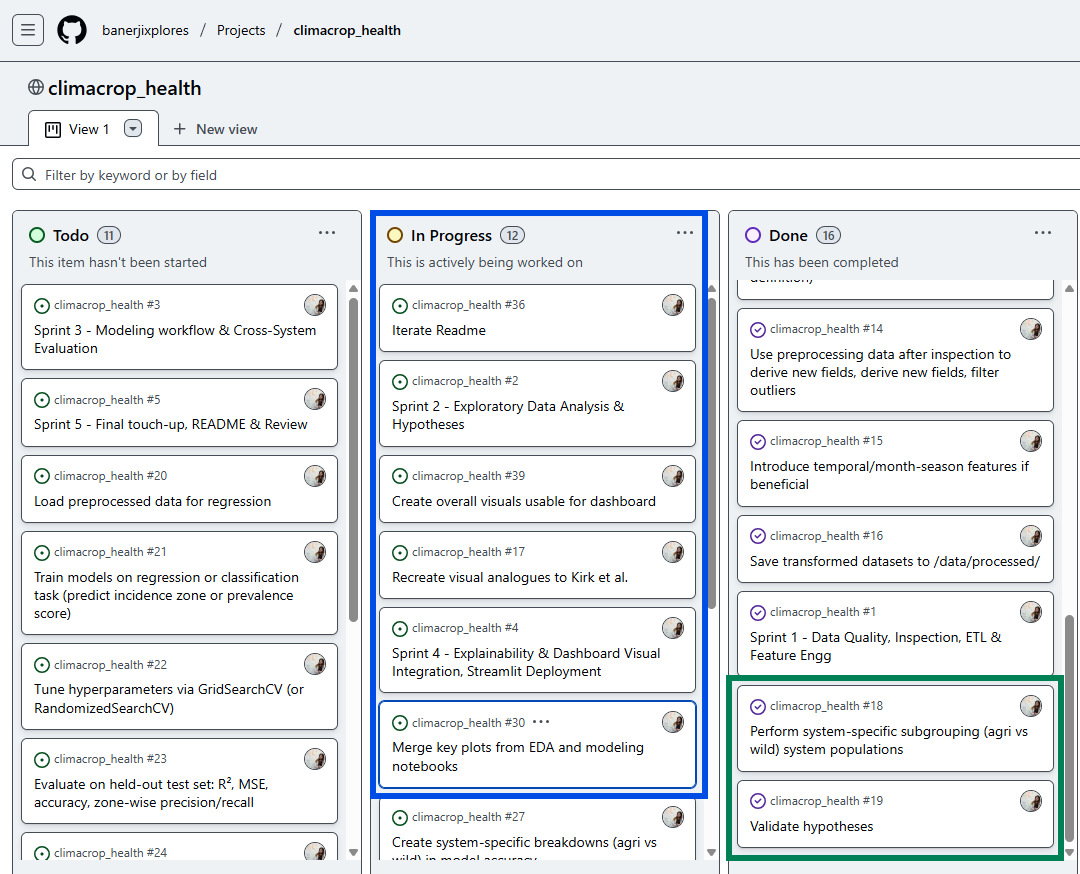 banerjixplores / Projects / climacrop_health
climacrop_health
View 1
New view
Filter by keyword or by field
Todo 11
This item hasn't been started
climacrop_health #3
Sprint 3 - Modeling workflow & Cross-System
Evaluation
climacrop_health #5
Sprint 5 - Final touch-up, README & Review
climacrop_health #20
Load preprocessed data for regression
climacrop_health #21
Train models on regression or classification
task (predict incidence zone or prevalence
score)
climacrop_health #22
Tune hyperparameters via GridSearchCV (or
RandomizedSearchCV)
climacrop_health #23
Evaluate on held-out test set: R², MSE,
accuracy, zone-wise precision/recall
climacrop_health #24
In Progress 12
This is actively being worked on
climacrop_health #36
Iterate Readme
climacrop_health #2
Sprint 2 - Exploratory Data Analysis &
Hypotheses
climacrop_health #39
Create overall visuals usable for dashboard
climacrop_health #17
Recreate visual analogues to Kirk et al.
climacrop_health #4
Sprint 4 - Explainability & Dashboard Visual
Integration, Streamlit Deployment
climacrop_health #30
Merge key plots from EDA and modeling
notebooks
climacrop_health #27
Create system-specific breakdowns (agri vs
wild) in model accuracy
Done 16
This has been completed
definition)
climacrop_health #14
Use preprocessing data after inspection to
derive new fields, derive new fields, filter
outliers
climacrop_health #15
Introduce temporal/month-season features if
beneficial
climacrop_health #16
Save transformed datasets to /data/processed/
climacrop_health #1
Sprint 1 - Data Quality, Inspection, ETL &
Feature Engg
climacrop_health #18
Perform system-specific subgrouping (agri vs
wild) system populations
climacrop_health #19
Validate hypotheses